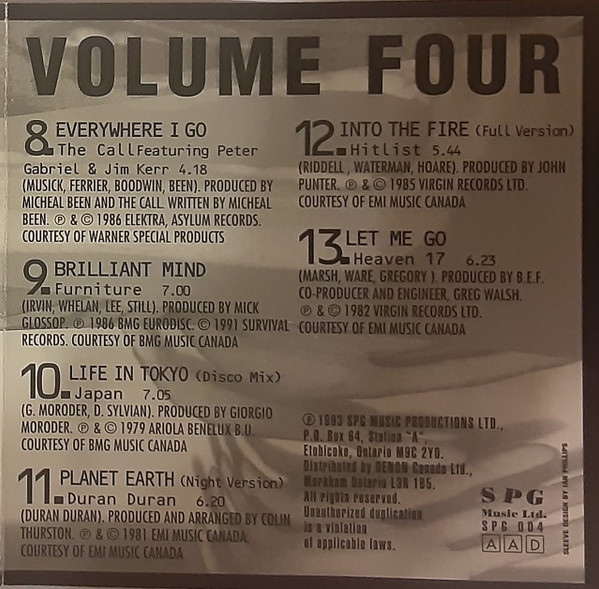 VOLUME FOUR
8. EVERYWHERE I GO
The Call Featuring Peter
Gabriel & Jim Kerr 4.18
(MUSICK, FERRIER, BOODWIN, BEEN). PRODUCED BY
MICHEAL BEEN AND THE CALL. WRITTEN BY MICHEAL
BEEN. ℗ & © 1986 ELEKTRA, ASYLUM RECORDS.
COURTESY OF WARNER SPECIAL PRODUCTS
9. BRILLIANT MIND
Furniture 7.00
(IRVIN, WHELAN, LEE, STILL). PRODUCED BY MICK
GLOSSOP. ℗ 1986 BMG EURODISC. © 1991 SURVIVAL
RECORDS. COURTESY OF BMG MUSIC CANADA
10. LIFE IN TOKYO (Disco Mix)
Japan 7.05
(G. MORODER, D. SYLVIAN). PRODUCED BY GIORGIO
MORODER. ℗ & © 1979 ARIOLA BENELUX B.U.
COURTESY OF BMG MUSIC CANADA
11. PLANET EARTH (Night Version)
Duran Duran 6.20
(DURAN DURAN). PRODUCED AND ARRANGED BY COLIN
THURSTON. ℗ & © 1981 EMI MUSIC CANADA.
COURTESY OF EMI MUSIC CANADA
12. INTO THE FIRE (Full Version)
Hitlist 5.44
(RIDDELL, WATERMAN, HOARE). PRODUCED BY JOHN
PUNTER. ℗ & © 1985 VIRGIN RECORDS LTD.
COURTESY OF EMI MUSIC CANADA
13. LET ME GO
Heaven 17 6.23
(MARSH, WARE, GREGORY ). PRODUCED BY B.E.F.
CO-PRODUCER AND ENGINEER, GREG WALSH.
℗ & © 1982 VIRGIN RECORDS LTD.
COURTESY OF EMI MUSIC CANADA
℗ 1993 SPG MUSIC PRODUCTIONS LTD.,
P.O. Box 64, Station "A",
Etobicoke, Ontario M9C 2Y0.
Distributed by DENON Canada Ltd.,
Markham Ontario L3R 1B5.
All rights reserved.
Unauthorized duplication
is a violation
of applicable laws.
SPG
Music Ltd.
SPG 004
AAD
SLEEVE DESIGN BY IAN PHILLIPS